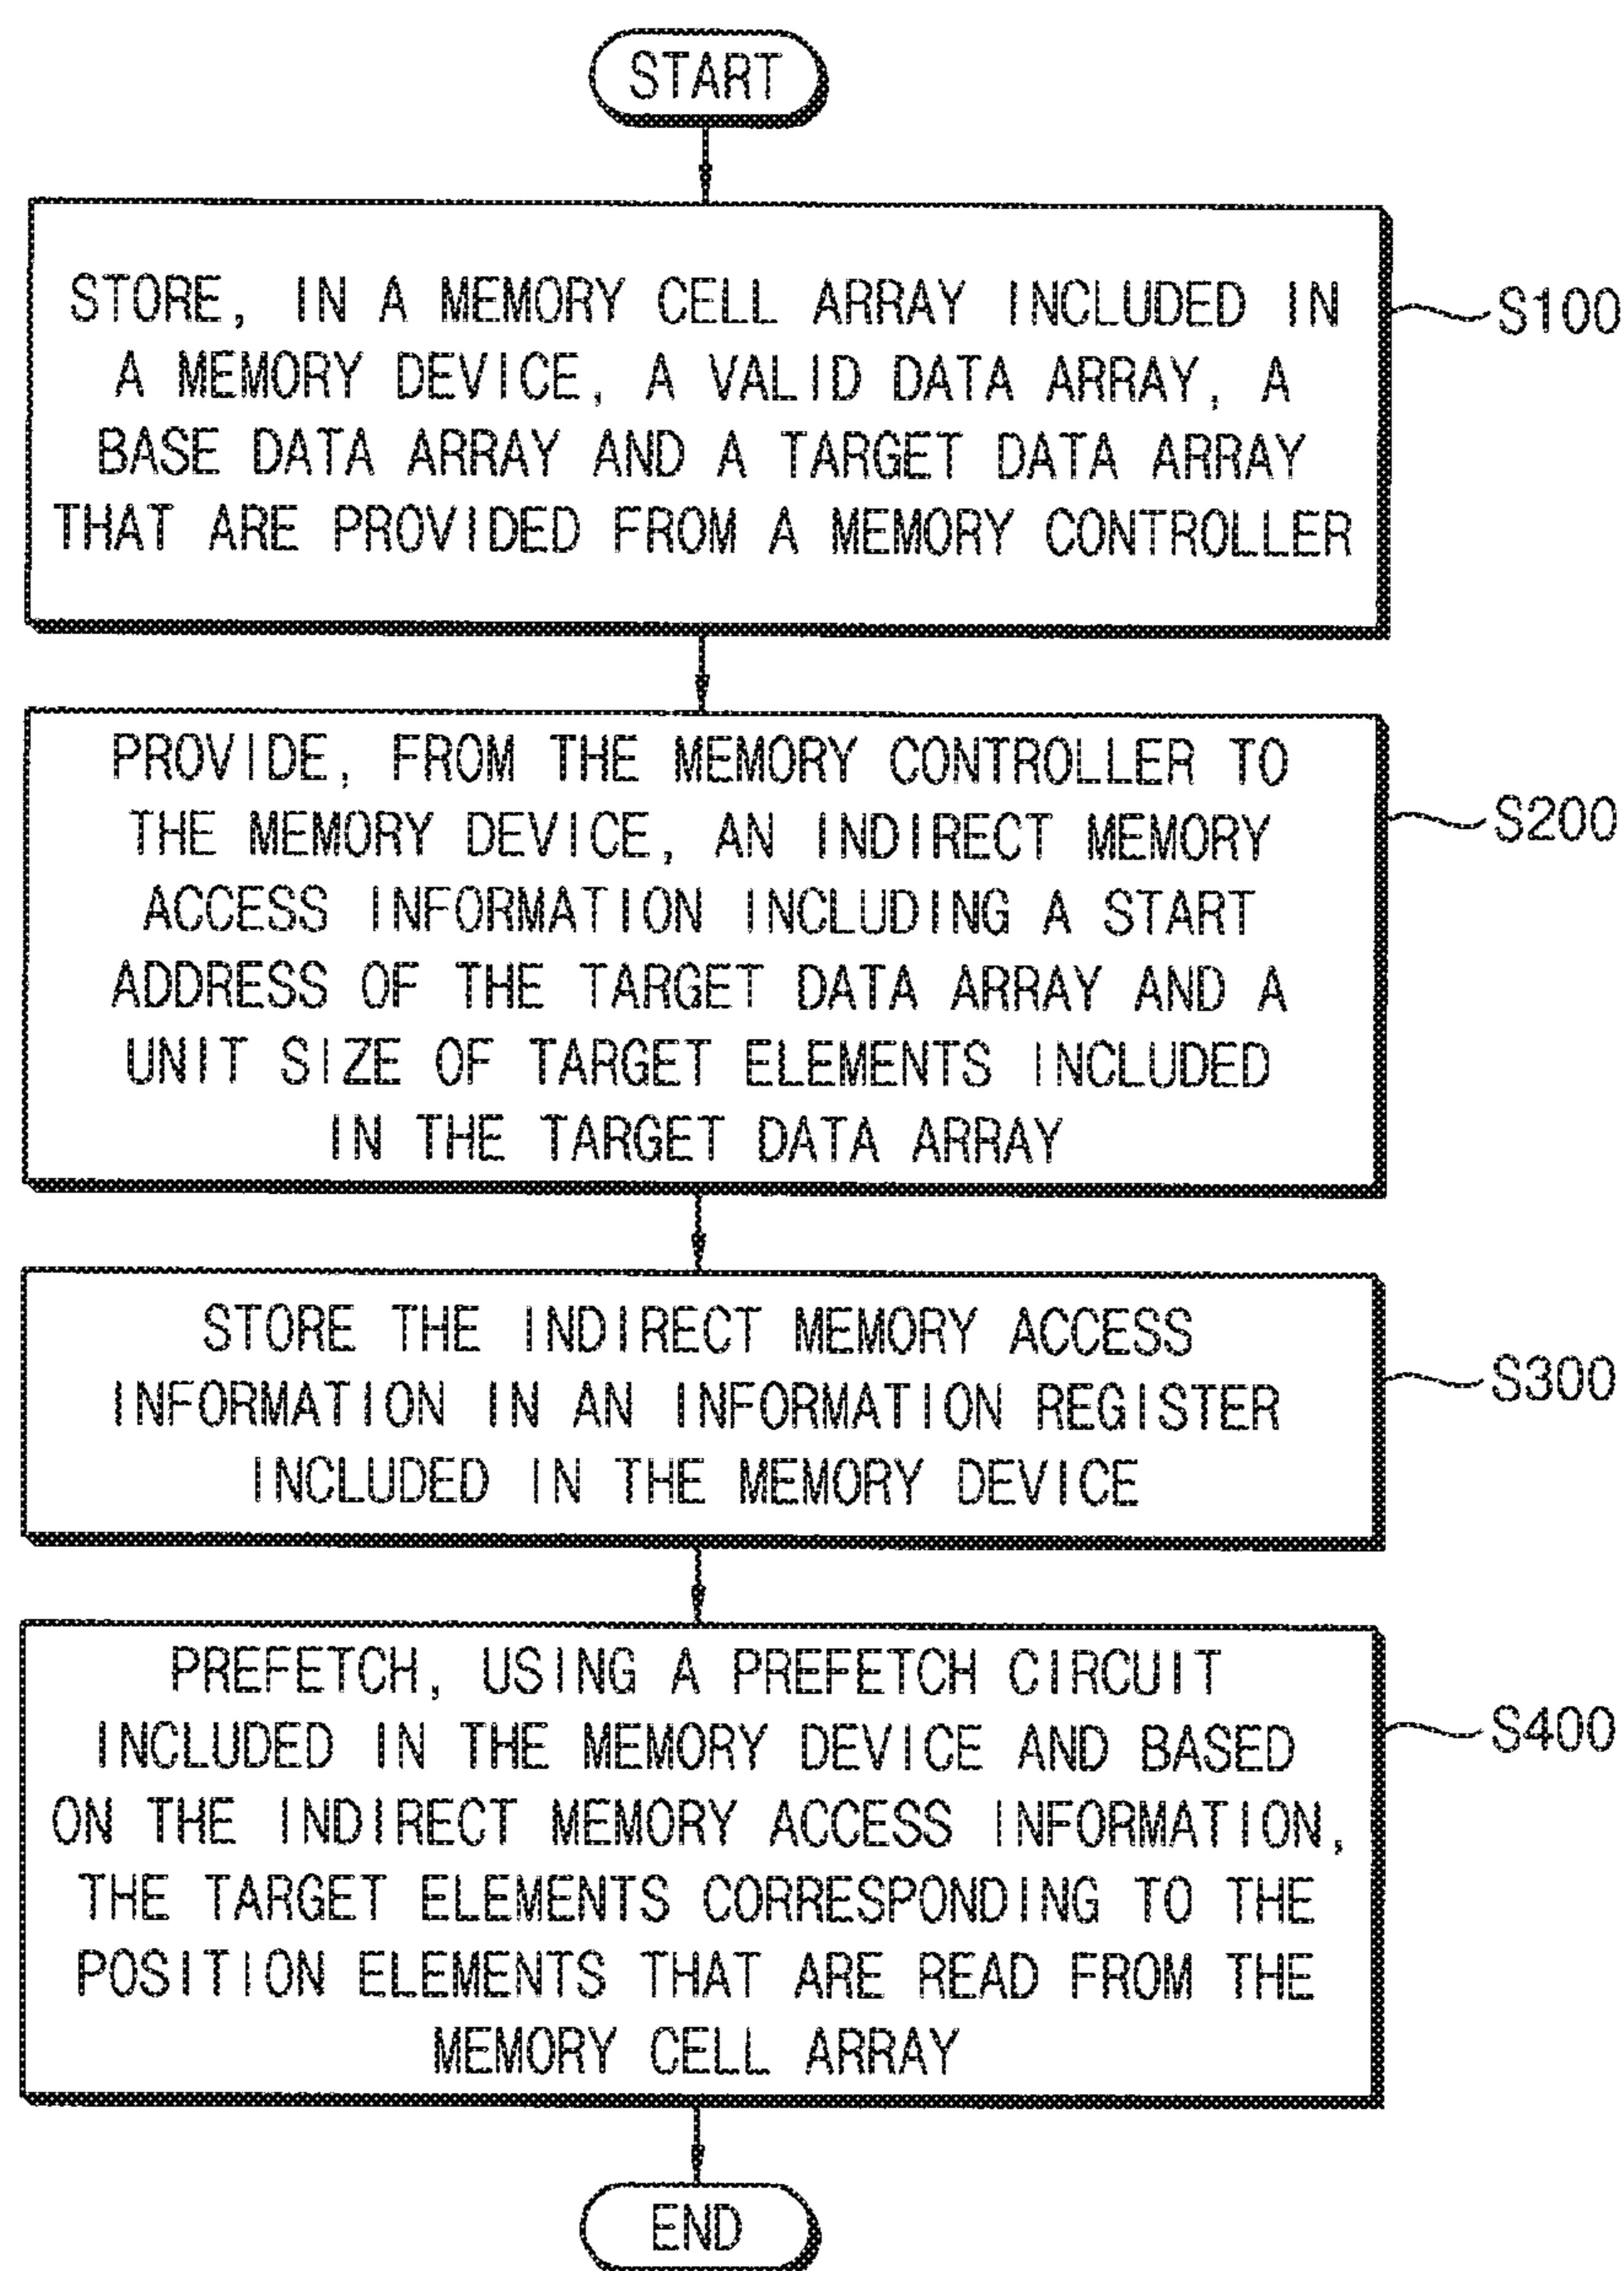 START
STORE, IN A MEMORY CELL ARRAY INCLUDED IN
A MEMORY DEVICE, A VALID DATA ARRAY, A
BASE DATA ARRAY AND A TARGET DATA ARRAY
THAT ARE PROVIDED FROM A MEMORY CONTROLLER
S100
PROVIDE, FROM THE MEMORY CONTROLLER TO
THE MEMORY DEVICE, AN INDIRECT MEMORY
ACCESS INFORMATION INCLUDING A START
ADDRESS OF THE TARGET DATA ARRAY AND A
UNIT SIZE OF TARGET ELEMENTS INCLUDED
IN THE TARGET DATA ARRAY
S200
STORE THE INDIRECT MEMORY ACCESS
INFORMATION IN AN INFORMATION REGISTER
INCLUDED IN THE MEMORY DEVICE
S300
PREFETCH, USING A PREFETCH CIRCUIT
INCLUDED IN THE MEMORY DEVICE AND BASED
ON THE INDIRECT MEMORY ACCESS INFORMATION,
THE TARGET ELEMENTS CORRESPONDING TO THE
POSITION ELEMENTS THAT ARE READ FROM THE
MEMORY CELL ARRAY
S400
END